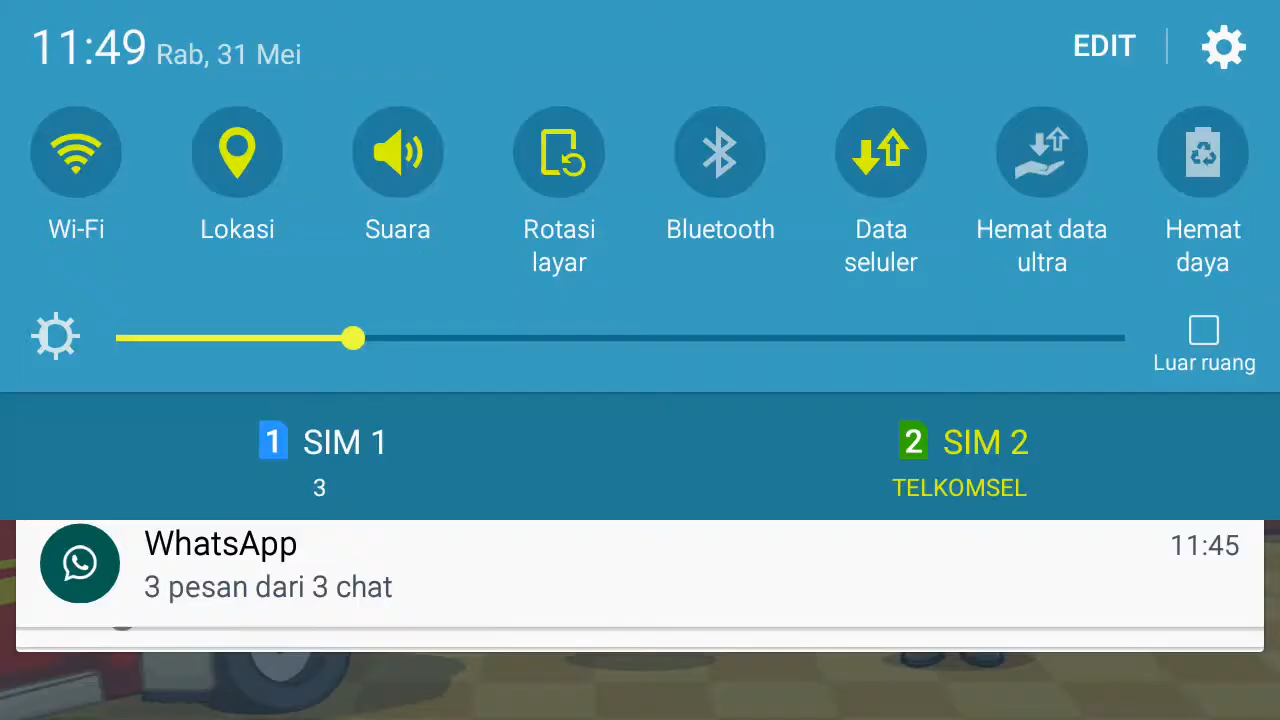 11:49 Rab, 31 Mei EDIT
Wi-Fi
Lokasi
Suara
Rotasi
layar
Bluetooth
Data
seluler
Hemat data
ultra
Hemat
daya
Luar ruang
1 SIM 1
3
2 SIM 2
TELKOMSEL
WhatsApp 11:45
3 pesan dari 3 chat